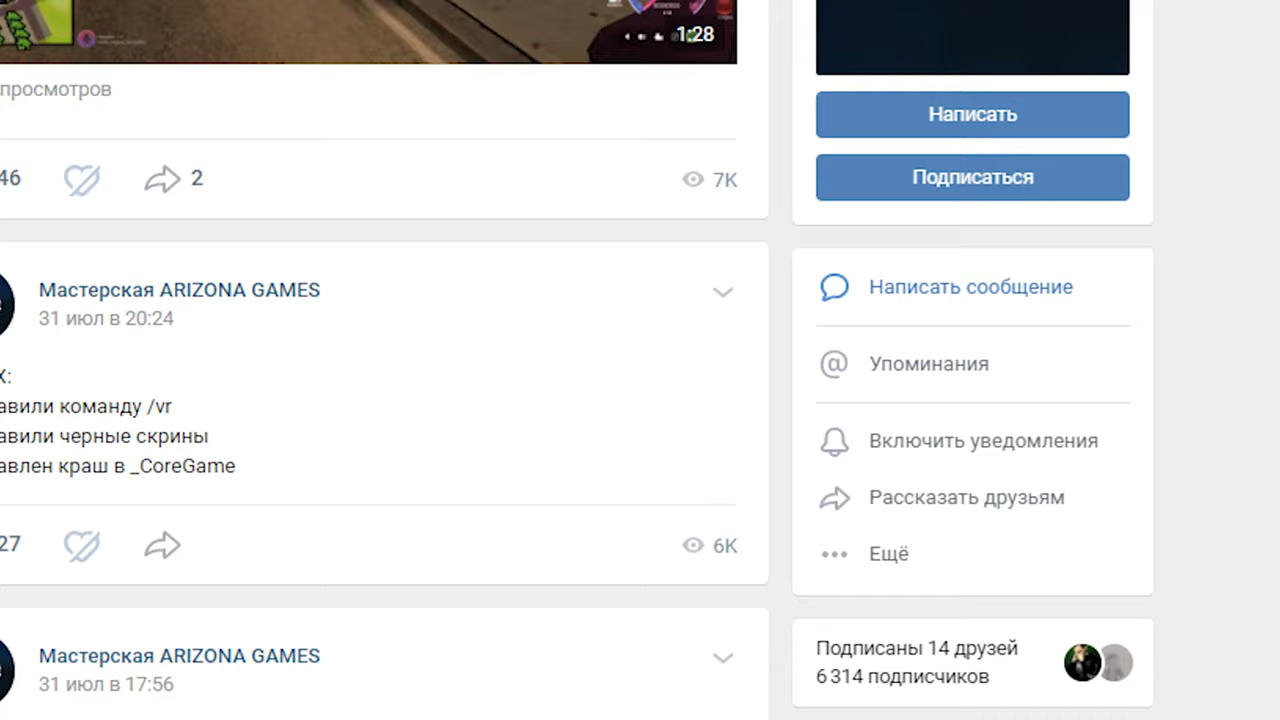 1:28
просмотров
46
2
7K
Мастерская ARIZONA GAMES
31 июл в 20:24
X:
авили команду /vr
авили черные скрины
авлен краш в _CoreGame
27
6K
Мастерская ARIZONA GAMES
31 июл в 17:56
Написать
Подписаться
Написать сообщение
Упоминания
Включить уведомления
Рассказать друзьям
Ещё
Подписаны 14 друзей
6 314 подписчиков